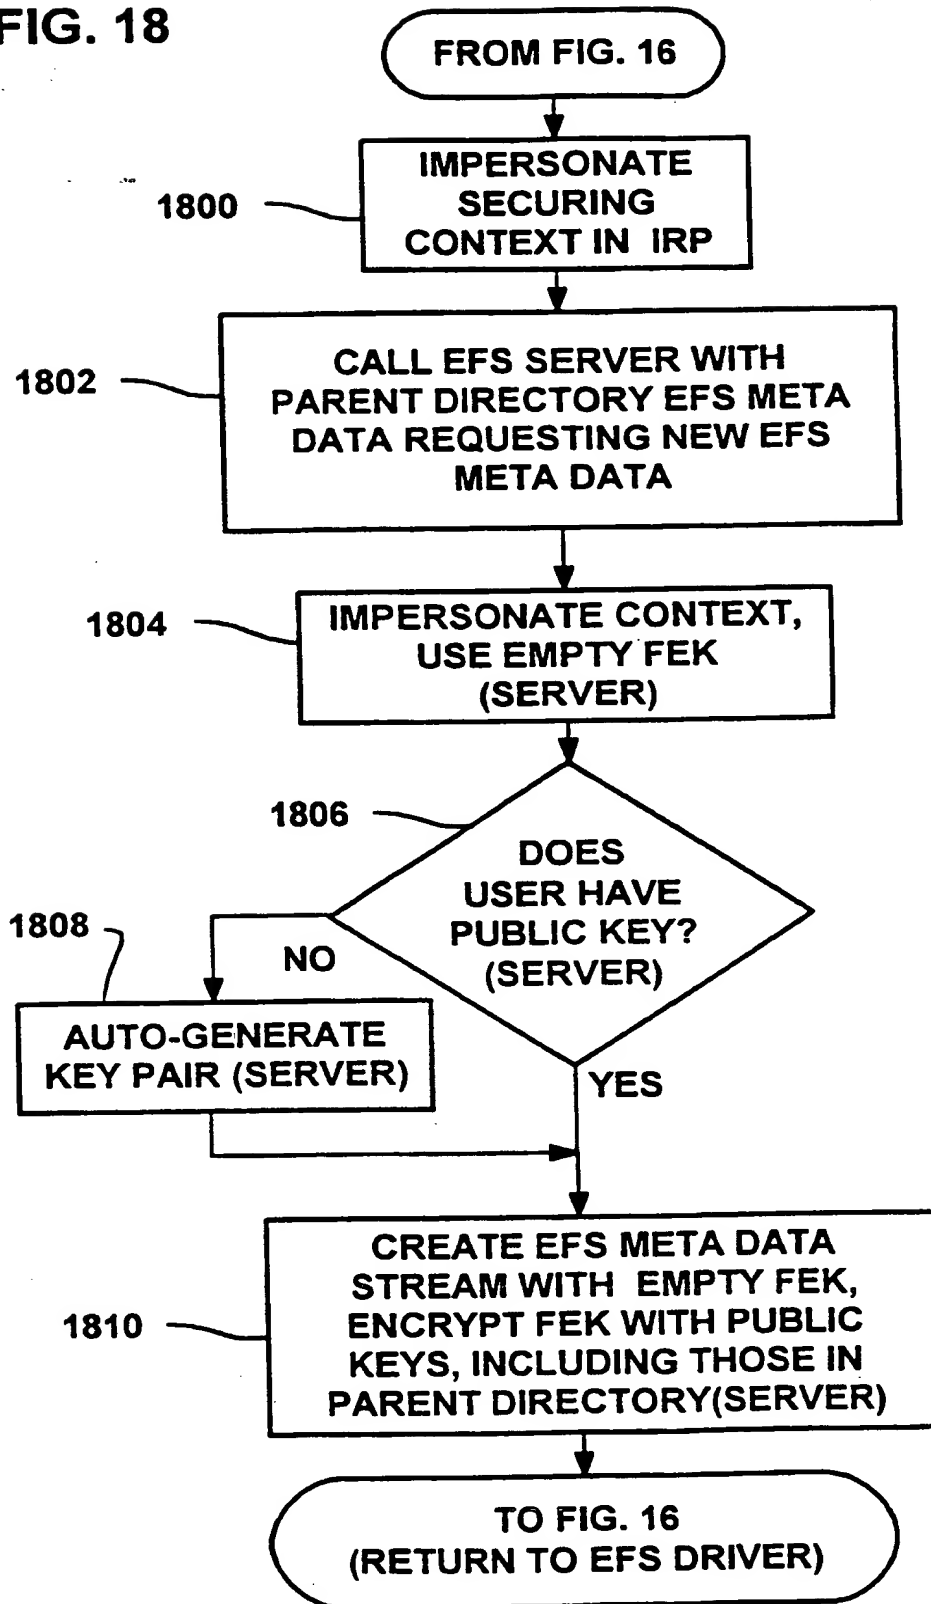 FIG. 18
FROM FIG. 16
1800
IMPERSONATE
SECURING
CONTEXT IN IRP
1802
CALL EFS SERVER WITH
PARENT DIRECTORY EFS META
DATA REQUESTING NEW EFS
META DATA
1804
IMPERSONATE CONTEXT,
USE EMPTY FEK
(SERVER)
1806
DOES
USER HAVE
PUBLIC KEY?
(SERVER)
1808
NO
AUTO-GENERATE
KEY PAIR (SERVER)
YES
1810
CREATE EFS META DATA
STREAM WITH EMPTY FEK,
ENCRYPT FEK WITH PUBLIC
KEYS, INCLUDING THOSE IN
PARENT DIRECTORY(SERVER)
TO FIG. 16
(RETURN TO EFS DRIVER)